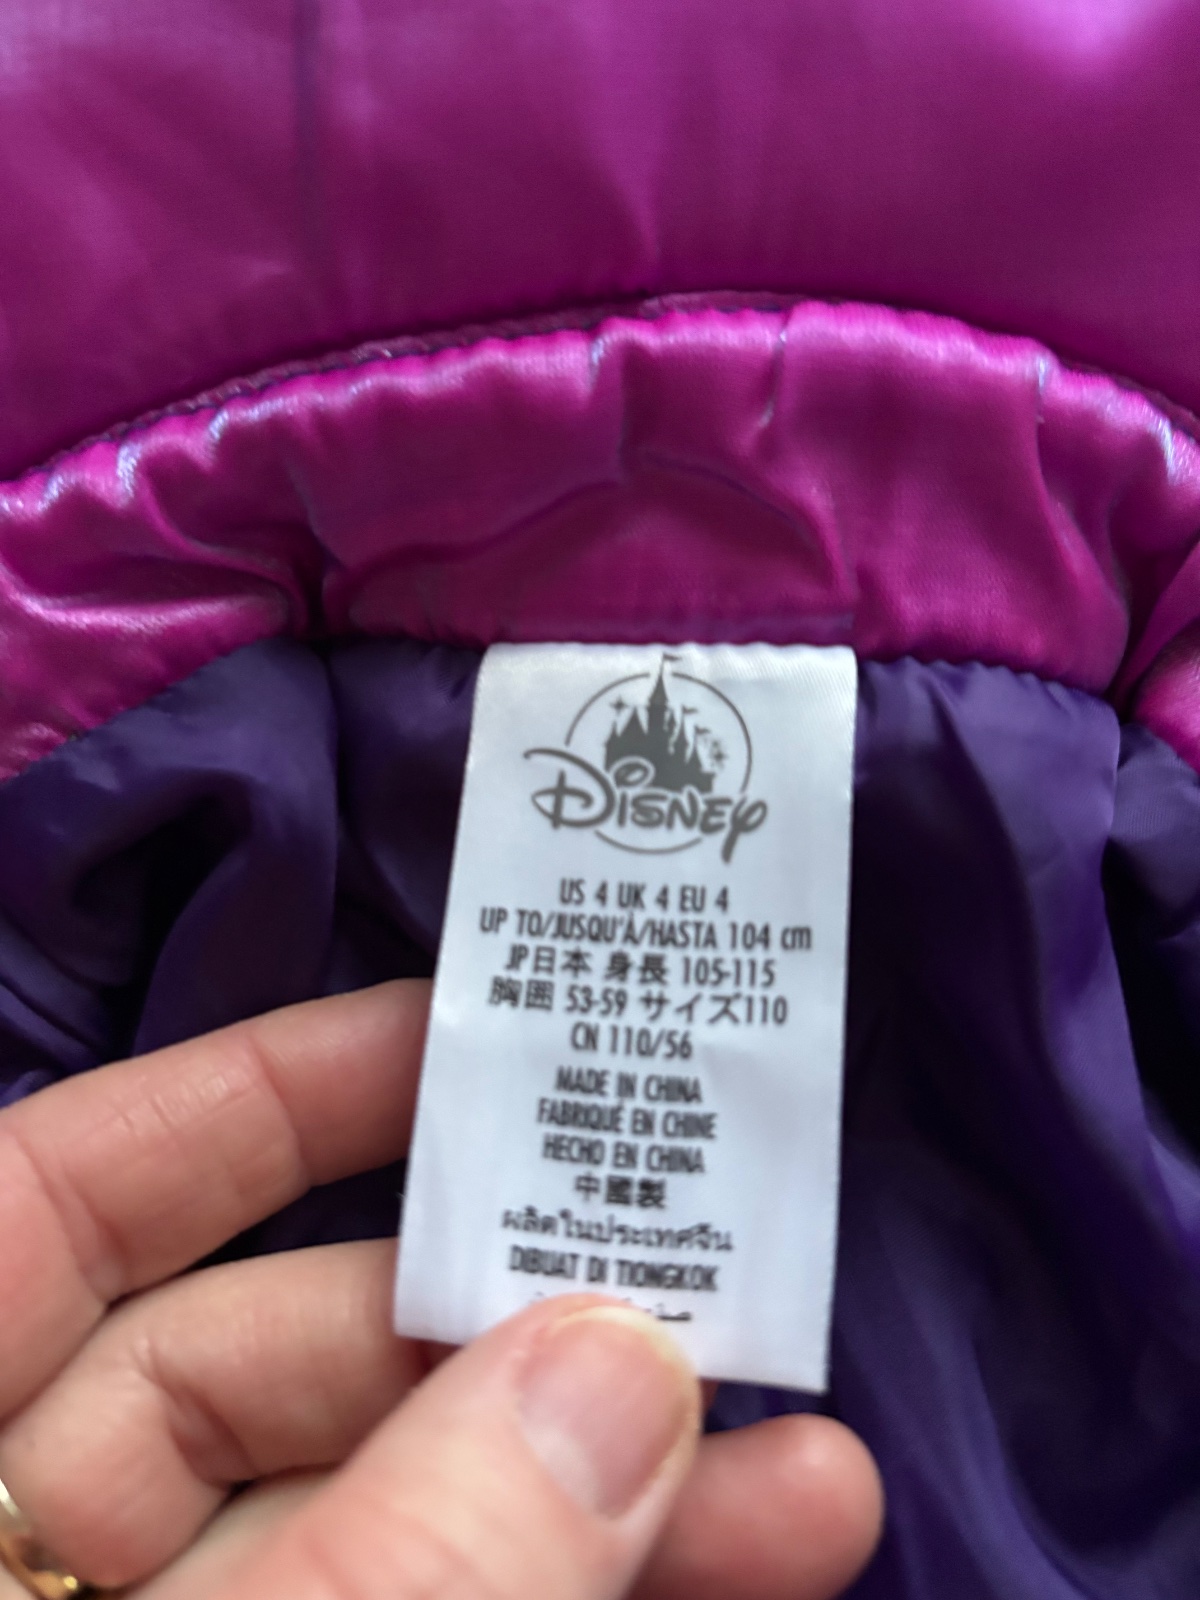 Disney
US 4 UK 4 EU 4
UP TO/JUSQU'À/HASTA 104 cm
JP日本 身長 105-115
胸囲 53-59 サイズ110
CN 110/56
MADE IN CHINA
FABRIQUÉ EN CHINE
HECHO EN CHINA
中國製
ผลิตในประเทศจีน
DIBUAT DI TIONGKOK